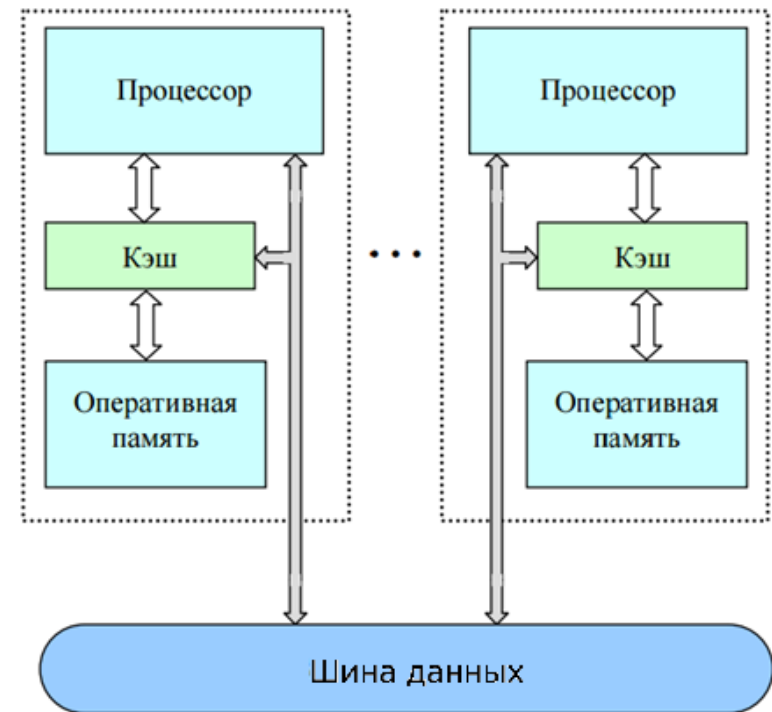 Процессор
Процессор
Кэш
...
Кэш
Оперативная
память
Оперативная
память
Шина данных